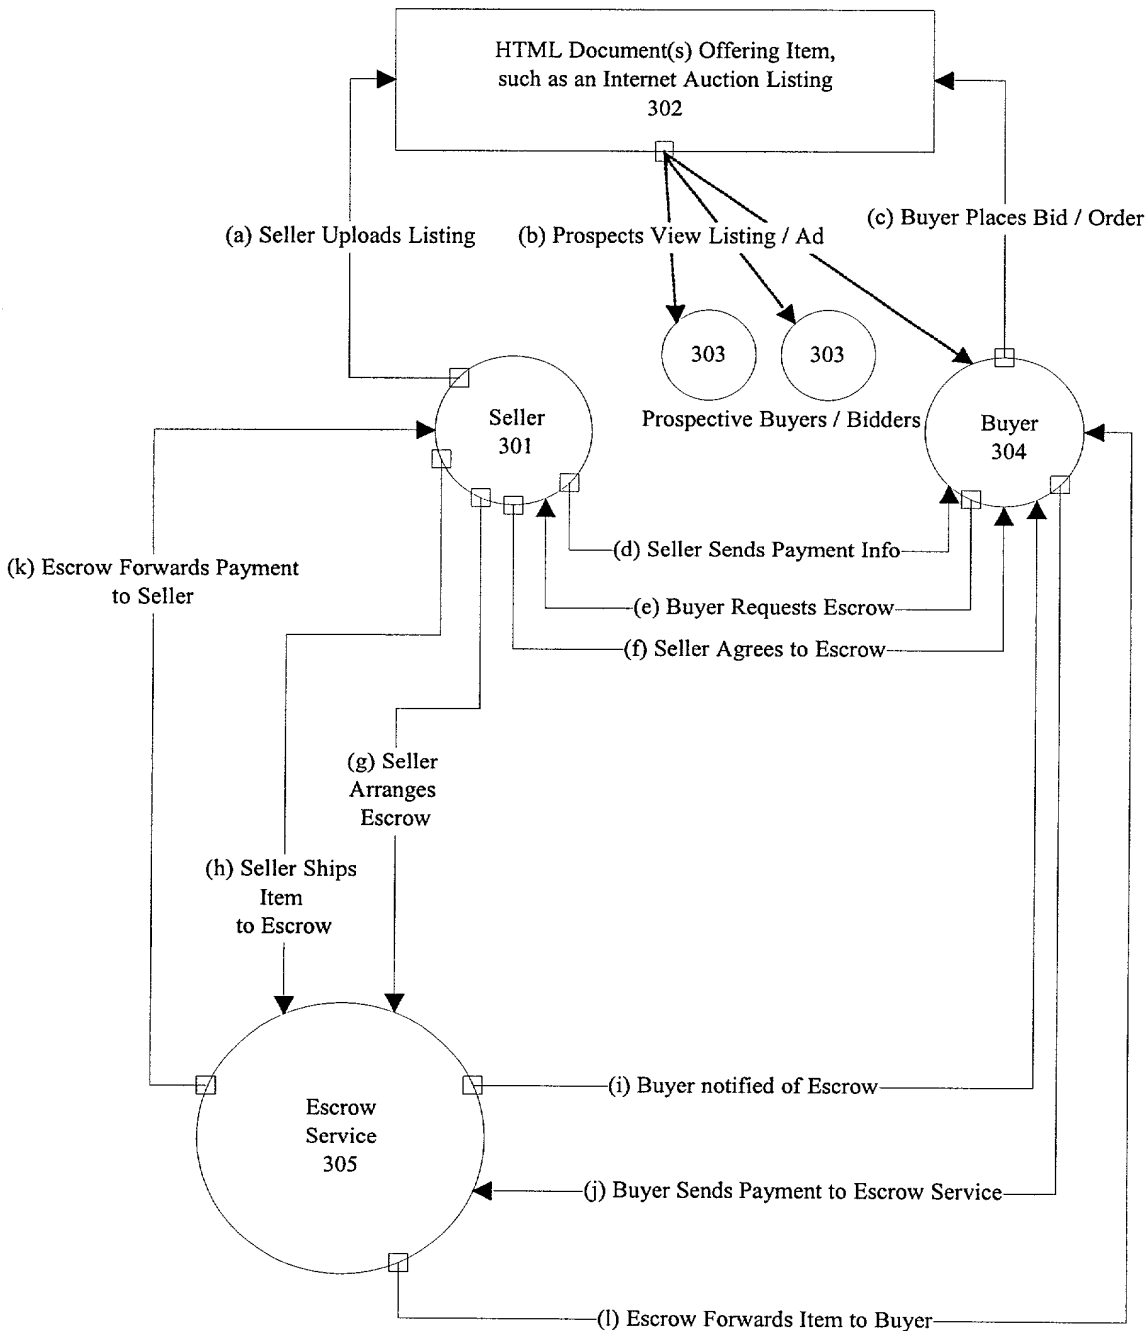 HTML Document(s) Offering Item,
such as an Internet Auction Listing
302
(a) Seller Uploads Listing
(b) Prospects View Listing / Ad
(c) Buyer Places Bid / Order
303
303
Prospective Buyers / Bidders
Seller
301
Buyer
304
(d) Seller Sends Payment Info
(e) Buyer Requests Escrow
(f) Seller Agrees to Escrow
(k) Escrow Forwards Payment
to Seller
(g) Seller
Arranges
Escrow
(h) Seller Ships
Item
to Escrow
Escrow
Service
305
(i) Buyer notified of Escrow
(j) Buyer Sends Payment to Escrow Service
(l) Escrow Forwards Item to Buyer